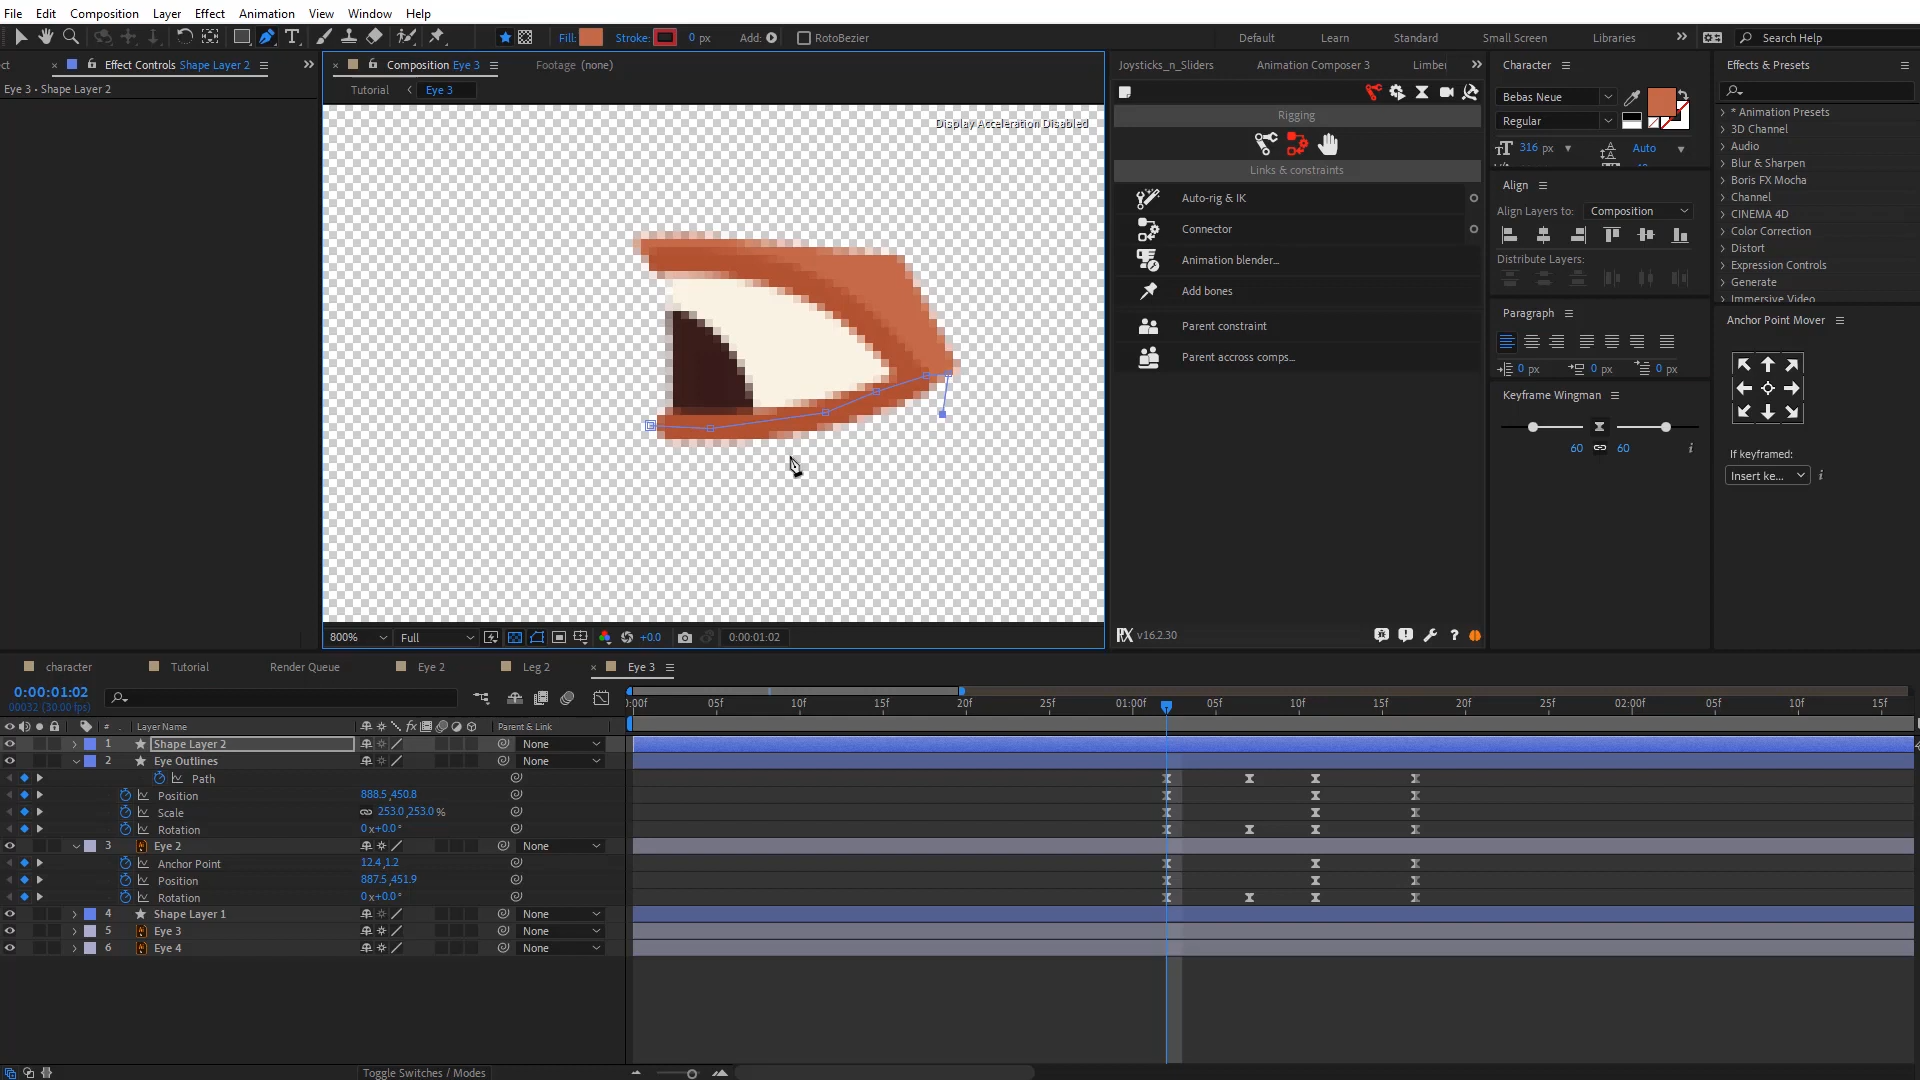 File Edit Composition Layer Effect Animation View Window Help
Fill: Stroke: 0 px Add: RotoBezier Default Learn Standard Small Screen Libraries Search Help
Effect Controls Shape Layer 2
Eye 3 • Shape Layer 2
Composition Eye 3 Footage (none)
Tutorial Eye 3
Display Acceleration Disabled
800% Full +0.0 0:00:01:02
Joysticks_n_Sliders Animation Composer 3 Limber
Rigging
Links & constraints
Auto-rig & IK
Connector
Animation blender...
Add bones
Parent constraint
Parent accross comps...
v16.2.30
Character
Bebas Neue
Regular
316 px Auto
Align
Align Layers to: Composition
Distribute Layers:
Paragraph
0 px 0 px 0 px
Keyframe Wingman
60 60
Effects & Presets
* Animation Presets
3D Channel
Audio
Blur & Sharpen
Boris FX Mocha
Channel
CINEMA 4D
Color Correction
Distort
Expression Controls
Generate
Immersive Video
Anchor Point Mover
If keyframed:
Insert ke...
character Tutorial Render Queue Eye 2 Leg 2 Eye 3
0:00:01:02
00032 (30.00 fps)
:00f 05f 10f 15f 20f 25f 01:00f 05f 10f 15f 20f 25f 02:00f 05f 10f 15f
# Layer Name Parent & Link
1 Shape Layer 2 None
2 Eye Outlines None
Path
Position 888.5,450.8
Scale 253.0,253.0 %
Rotation 0x+0.0°
3 Eye 2 None
Anchor Point 12.4,1.2
Position 887.5,451.9
Rotation 0x+0.0°
4 Shape Layer 1 None
5 Eye 3 None
6 Eye 4 None
Toggle Switches / Modes